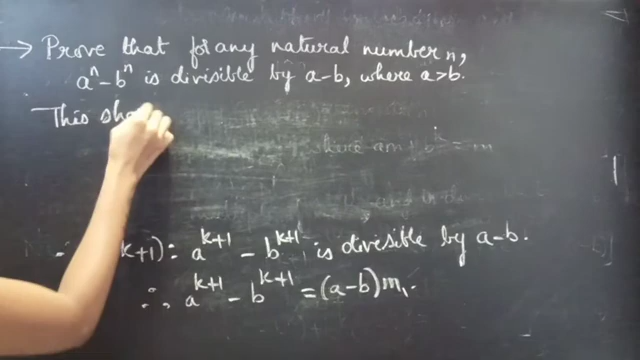 → Prove that for any natural number n,
aⁿ - bⁿ is divisible by a-b, where a>b.
This sho
(k+1): a^{k+1} - b^{k+1} is divisible by a-b.
∴ a^{k+1} - b^{k+1} = (a-b)m₁.